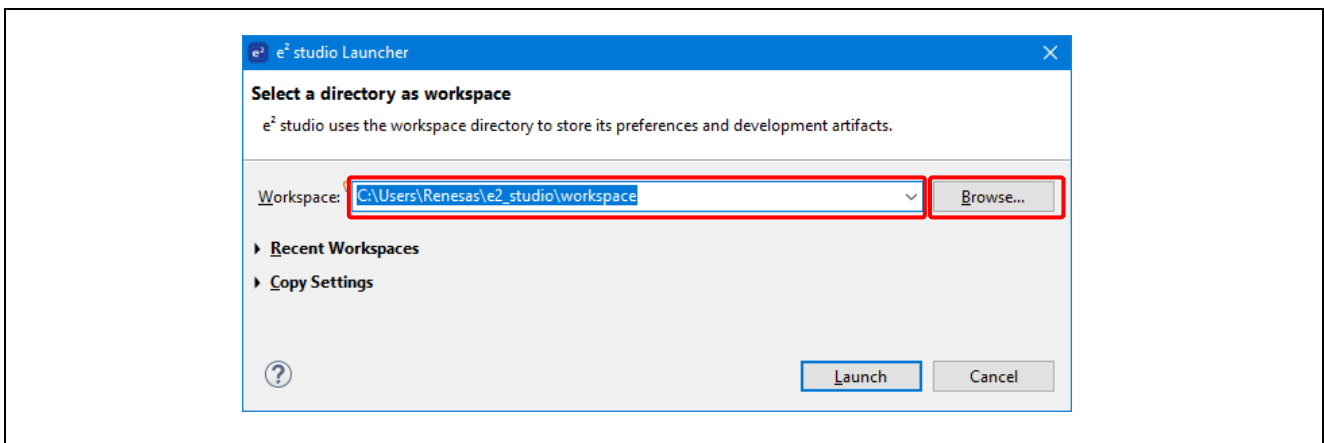 e² e² studio Launcher
Select a directory as workspace
e² studio uses the workspace directory to store its preferences and development artifacts.
Workspace: C:\Users\Renesas\e2_studio\workspace Browse...
Recent Workspaces
Copy Settings
? Launch Cancel